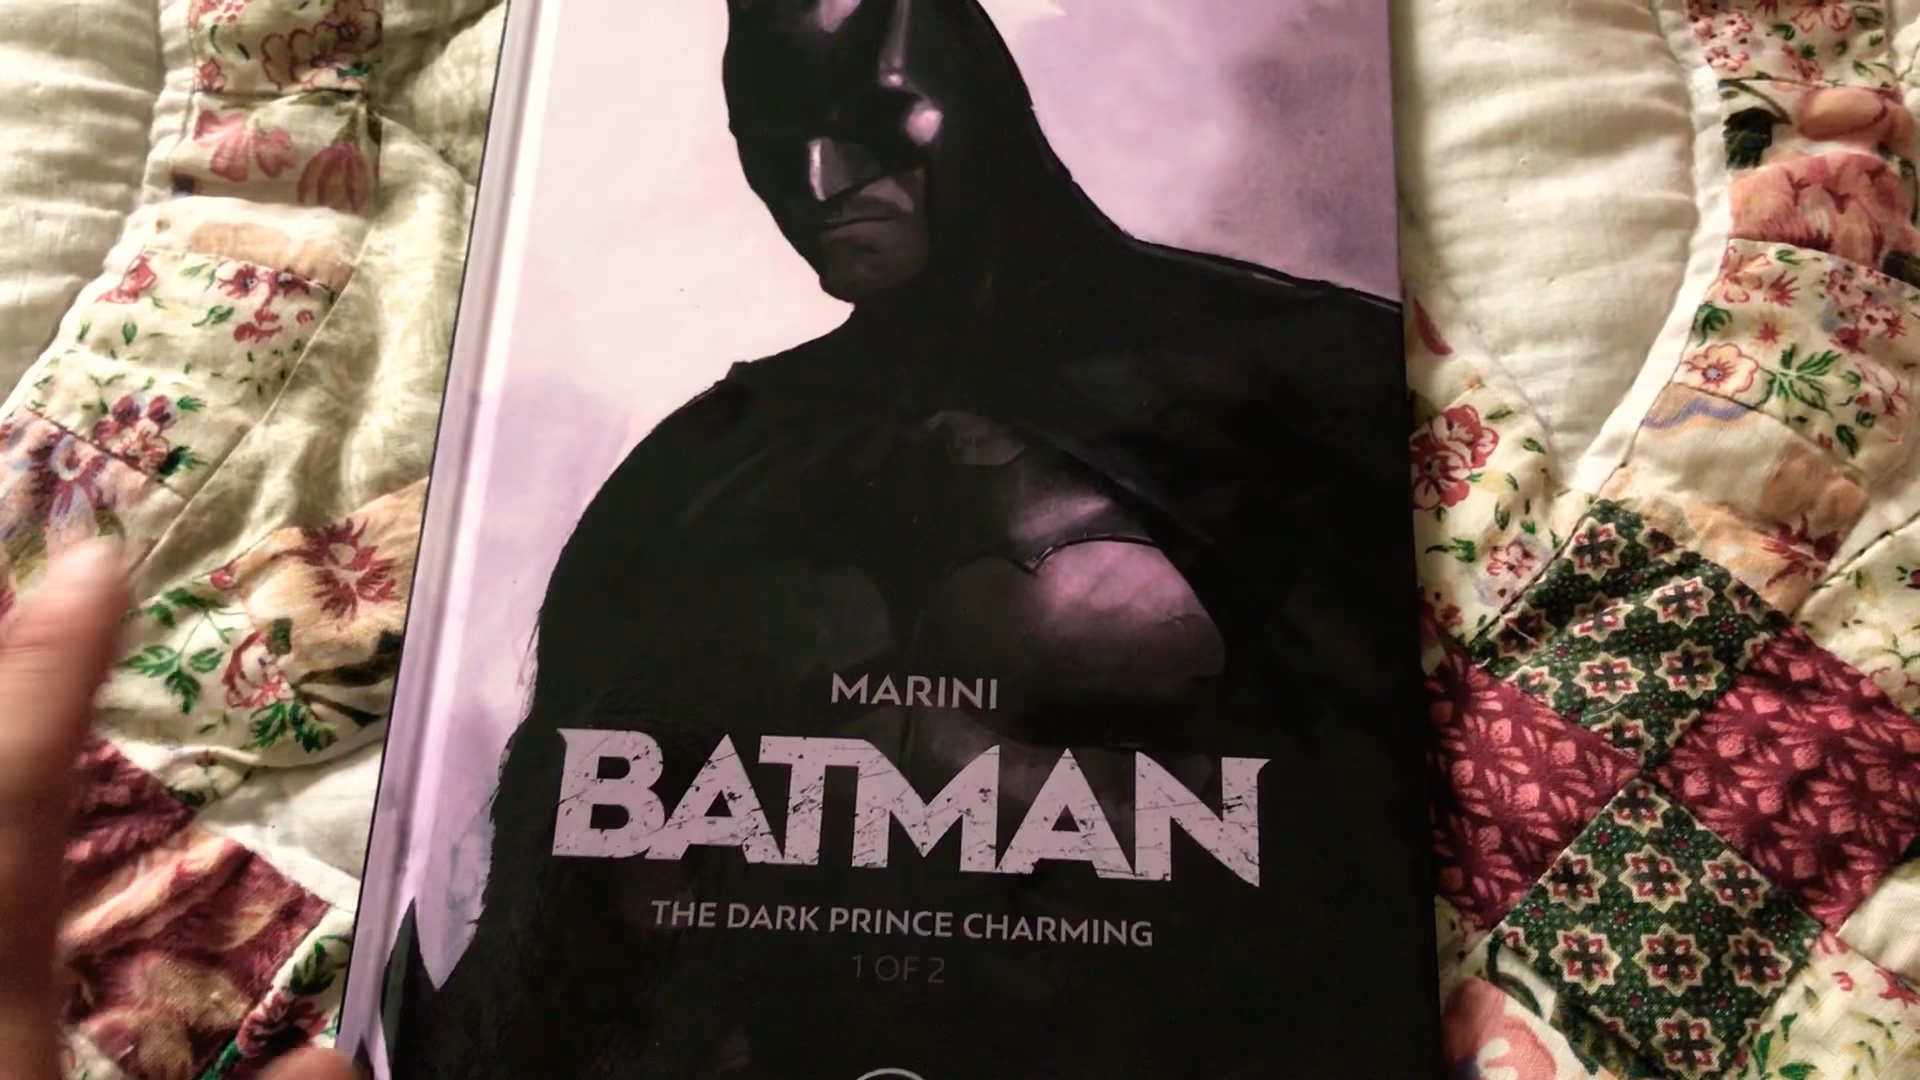 MARINI
BATMAN
THE DARK PRINCE CHARMING
1 OF 2